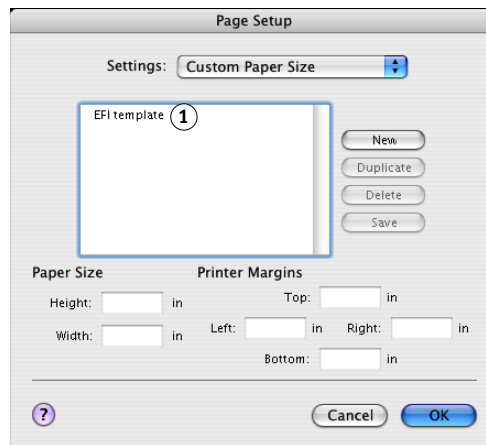 Page Setup
Settings: Custom Paper Size
EFI template 1
New
Duplicate
Delete
Save
Paper Size
Printer Margins
Height: in
Top: in
Width: in
Left: in Right: in
Bottom: in
? Cancel OK